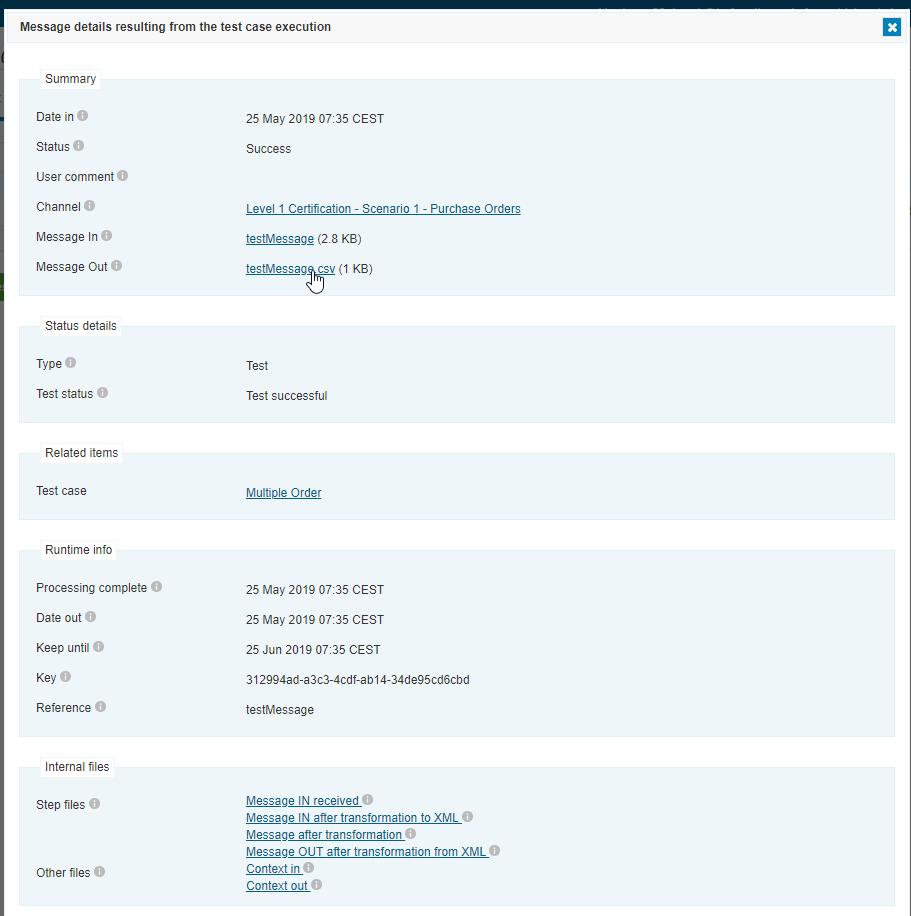 Message details resulting from the test case execution
Summary
Date in
25 May 2019 07:35 CEST
Status
Success
User comment
Channel
Level 1 Certification - Scenario 1 - Purchase Orders
Message In
testMessage (2.8 KB)
Message Out
testMessage.csv (1 KB)
Status details
Type
Test
Test status
Test successful
Related items
Test case
Multiple Order
Runtime info
Processing complete
25 May 2019 07:35 CEST
Date out
25 May 2019 07:35 CEST
Keep until
25 Jun 2019 07:35 CEST
Key
312994ad-a3c3-4cdf-ab14-34de95cd6cbd
Reference
testMessage
Internal files
Step files
Message IN received
Message IN after transformation to XML
Message after transformation
Message OUT after transformation from XML
Other files
Context in
Context out